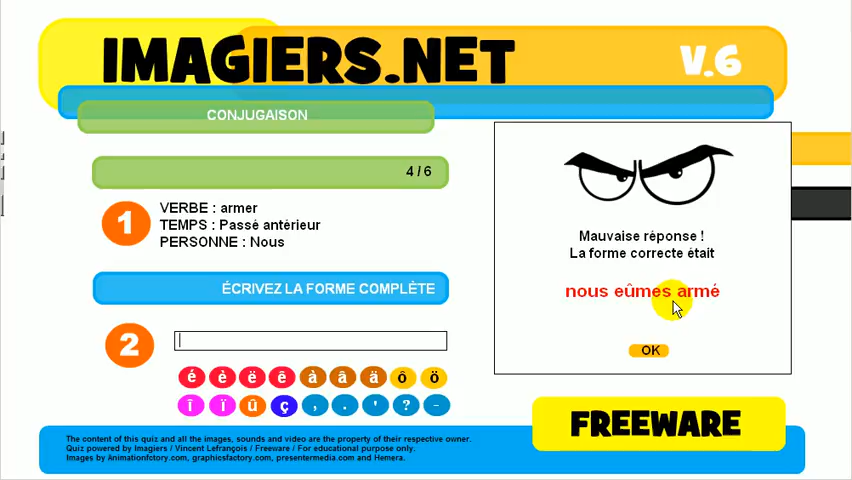 IMAGIERS.NET
V.6
CONJUGAISON
4 / 6
1
VERBE : armer
TEMPS : Passé antérieur
PERSONNE : Nous
ÉCRIVEZ LA FORME COMPLÈTE
2
é è ë ê à â ä ô ö
î ï û ç , . ' ? -
Mauvaise réponse !
La forme correcte était
nous eûmes armé
OK
FREEWARE
The content of this quiz and all the images, sounds and video are the property of their respective owner.
Quiz powered by Imagiers / Vincent Lefrançois / Freeware / For educational purpose only.
Images by Animationfctory.com, graphicsfactory.com, presentermedia.com and Hemera.